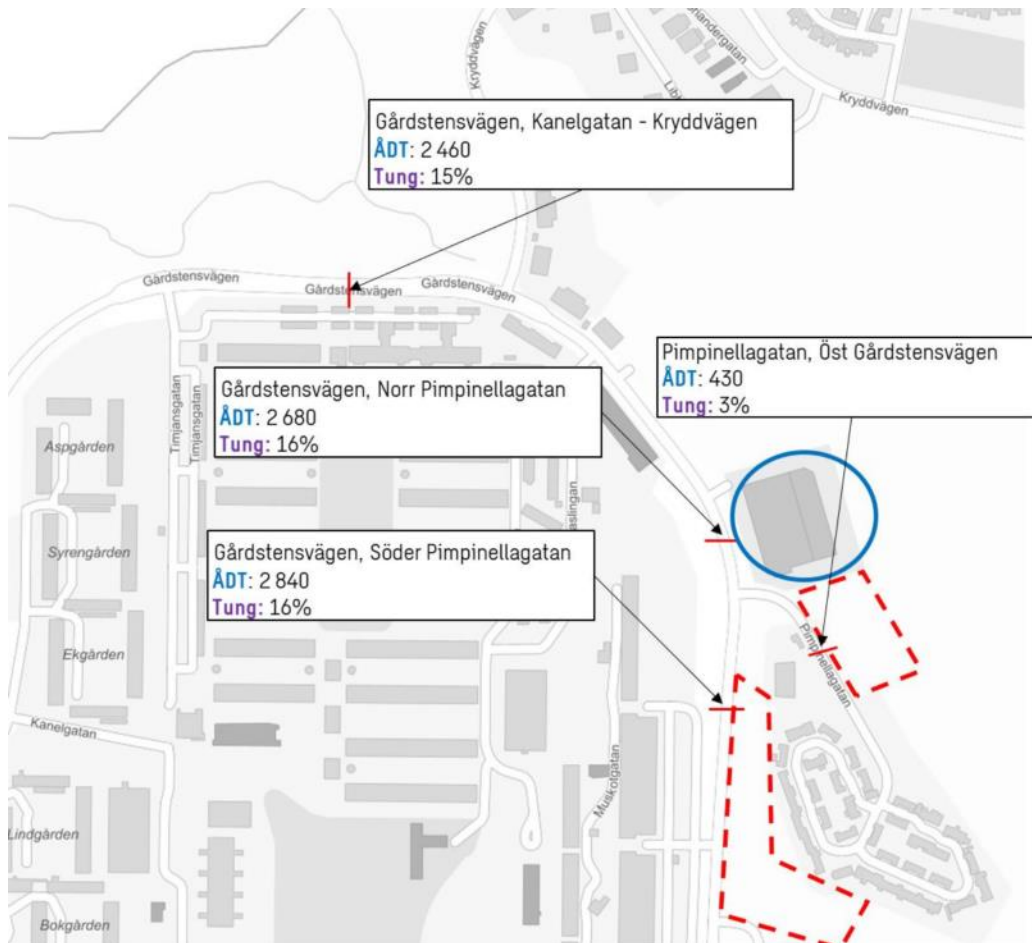 Kryddvägen
Kryddvägen
Gårdstensvägen, Kanelgatan - Kryddvägen
ÅDT: 2 460
Tung: 15%
Gårdstensvägen
Gårdstensvägen
Gårdstensvägen
Timjansgatan
Timjansgatan
Pimpinellagatan, Öst Gårdstensvägen
ÅDT: 430
Tung: 3%
Gårdstensvägen, Norr Pimpinellagatan
ÅDT: 2 680
Tung: 16%
Aspgården
Syrengården
Gårdstensvägen, Söder Pimpinellagatan
ÅDT: 2 840
Tung: 16%
Ekgården
Pimpinellagatan
Kanelgatan
Muskotgatan
Lindgården
Bokgården